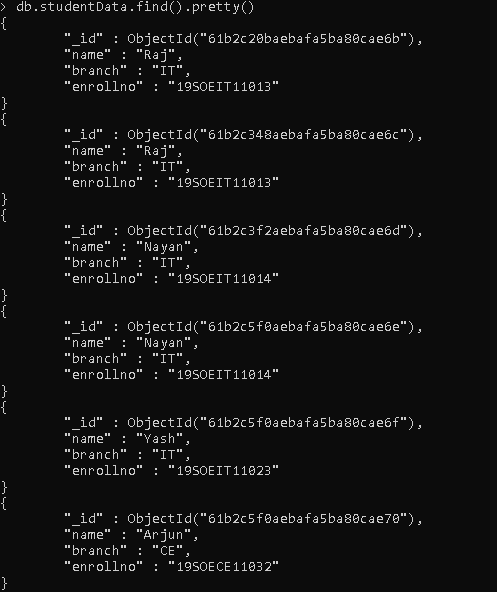 > db.studentData.find().pretty()
{
"_id" : ObjectId("61b2c20baebafa5ba80cae6b"),
"name" : "Raj",
"branch" : "IT",
"enrollno" : "19SOEIT11013"
}
{
"_id" : ObjectId("61b2c348aebafa5ba80cae6c"),
"name" : "Raj",
"branch" : "IT",
"enrollno" : "19SOEIT11013"
}
{
"_id" : ObjectId("61b2c3f2aebafa5ba80cae6d"),
"name" : "Nayan",
"branch" : "IT",
"enrollno" : "19SOEIT11014"
}
{
"_id" : ObjectId("61b2c5f0aebafa5ba80cae6e"),
"name" : "Nayan",
"branch" : "IT",
"enrollno" : "19SOEIT11014"
}
{
"_id" : ObjectId("61b2c5f0aebafa5ba80cae6f"),
"name" : "Yash",
"branch" : "IT",
"enrollno" : "19SOEIT11023"
}
{
"_id" : ObjectId("61b2c5f0aebafa5ba80cae70"),
"name" : "Arjun",
"branch" : "CE",
"enrollno" : "19SOECE11032"
}